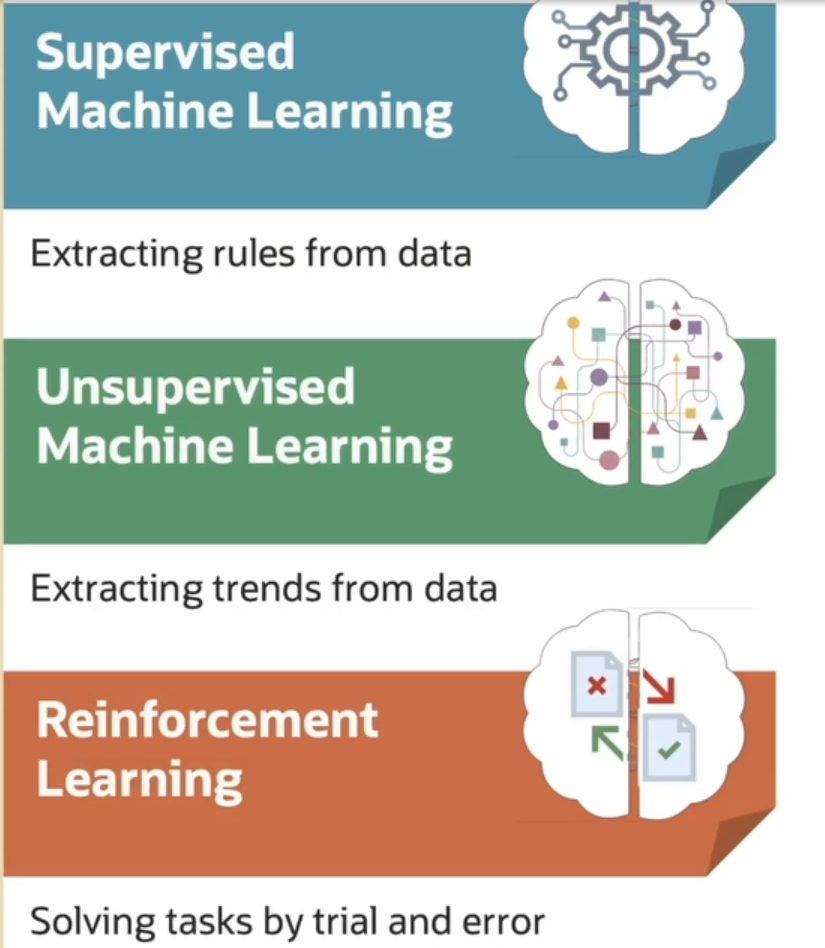 Supervised
Machine Learning
Extracting rules from data
Unsupervised
Machine Learning
Extracting trends from data
Reinforcement
Learning
Solving tasks by trial and error